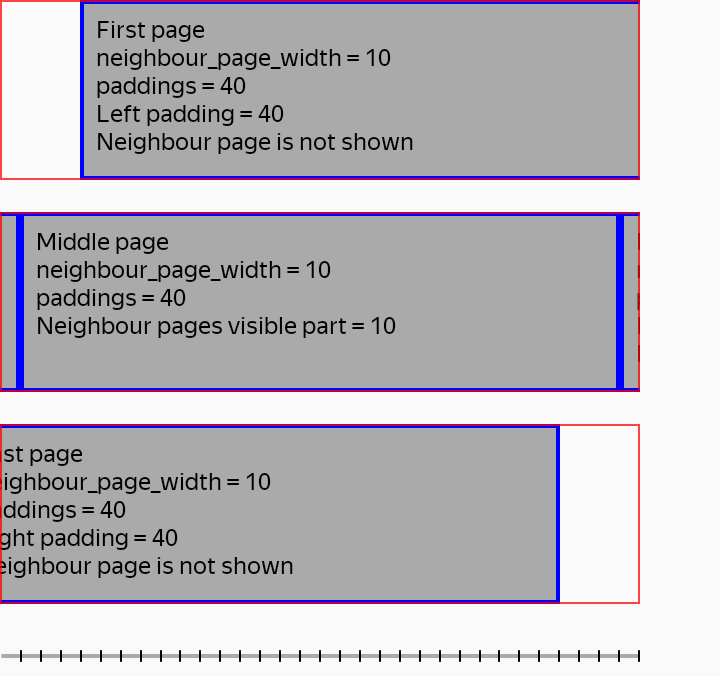 First page
neighbour_page_width = 10
paddings = 40
Left padding = 40
Neighbour page is not shown
Middle page
neighbour_page_width = 10
paddings = 40
Neighbour pages visible part = 10
st page
eighbour_page_width = 10
ddings = 40
ght padding = 40
eighbour page is not shown